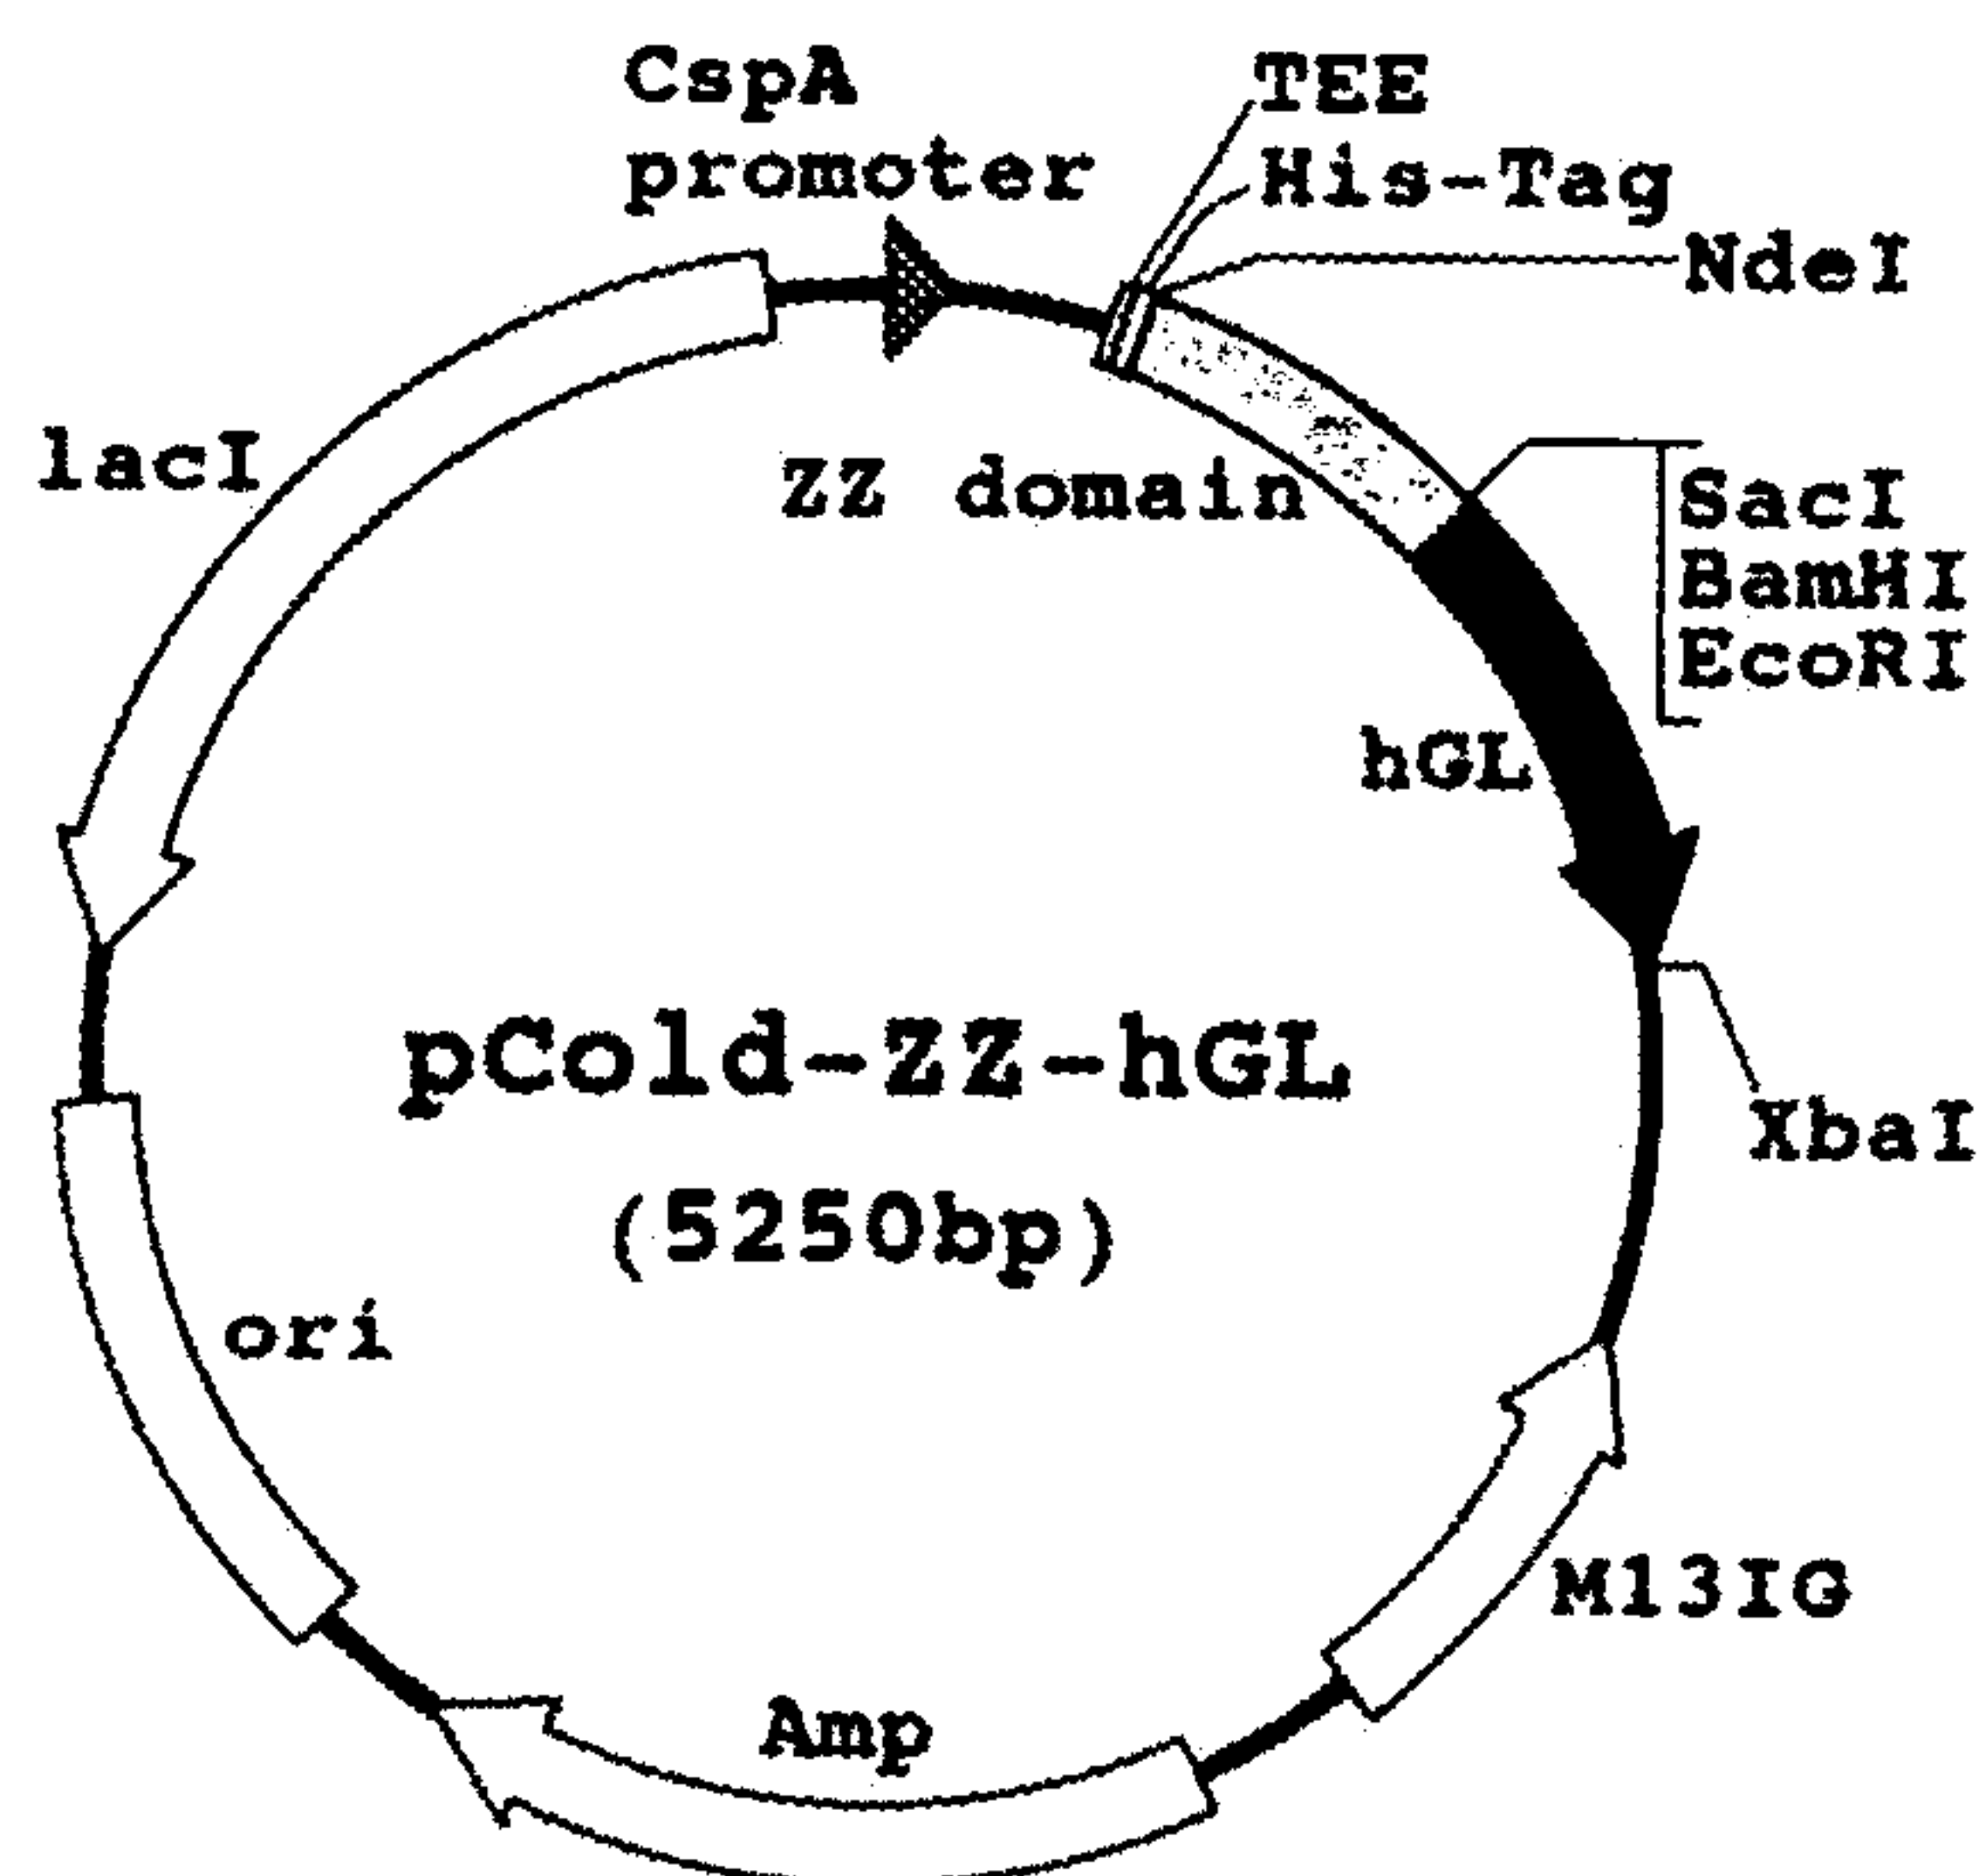 CspA
promoter
TEE
His-Tag
NdeI
lacI
ZZ domain
SacI
BamHI
EcoRI
hGL
pCold-ZZ-hGL
(5250bp)
XbaI
ori
M13IG
Amp